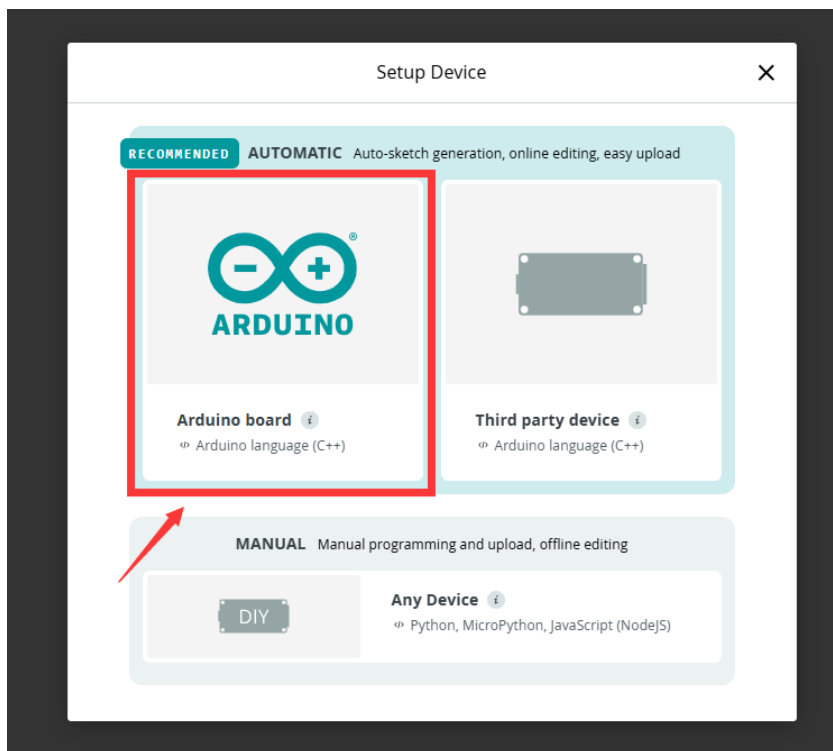 Setup Device
RECOMMENDED AUTOMATIC Auto-sketch generation, online editing, easy upload
ARDUINO
®
Arduino board i
</> Arduino language (C++)
Third party device i
</> Arduino language (C++)
MANUAL Manual programming and upload, offline editing
DIY
Any Device i
</> Python, MicroPython, JavaScript (NodeJS)